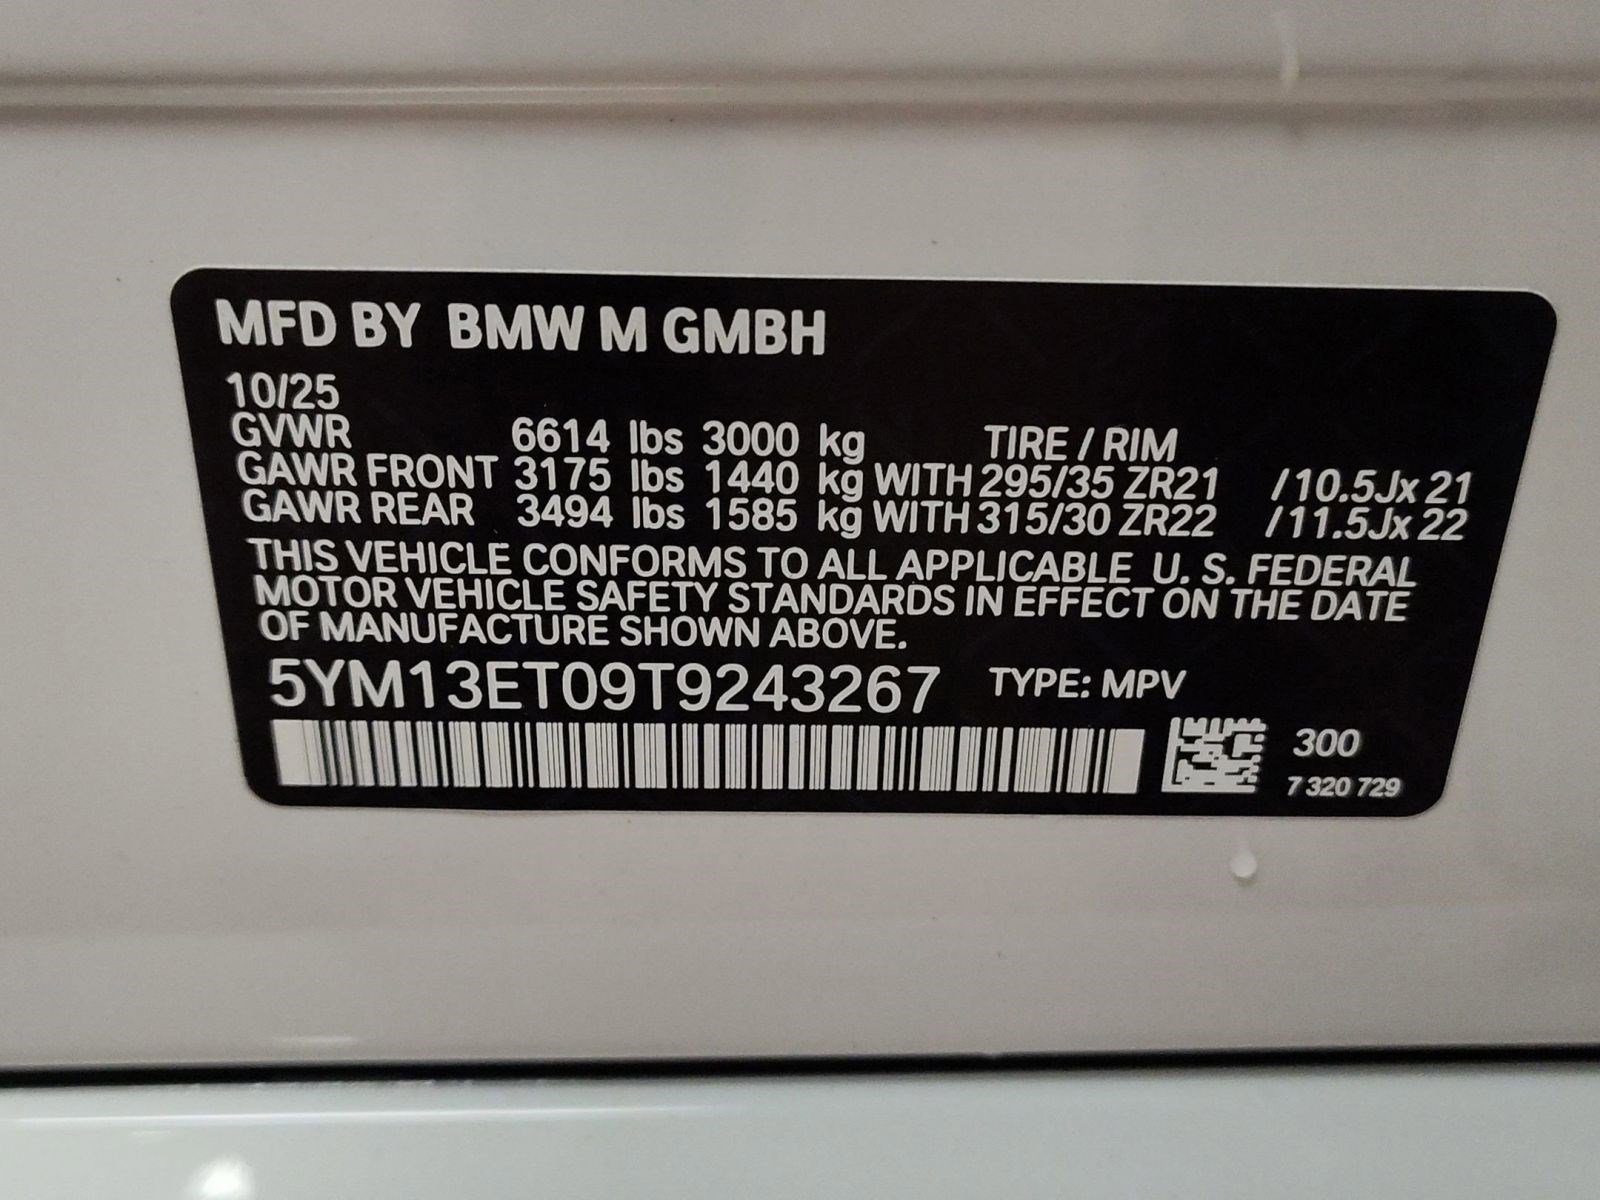 MFD BY BMW M GMBH
10/25
GVWR 6614 lbs 3000 kg TIRE / RIM
GAWR FRONT 3175 lbs 1440 kg WITH 295/35 ZR21 /10.5Jx 21
GAWR REAR 3494 lbs 1585 kg WITH 315/30 ZR22 /11.5Jx 22
THIS VEHICLE CONFORMS TO ALL APPLICABLE U. S. FEDERAL
MOTOR VEHICLE SAFETY STANDARDS IN EFFECT ON THE DATE
OF MANUFACTURE SHOWN ABOVE.
5YM13ET09T9243267 TYPE: MPV
300
7 320 729